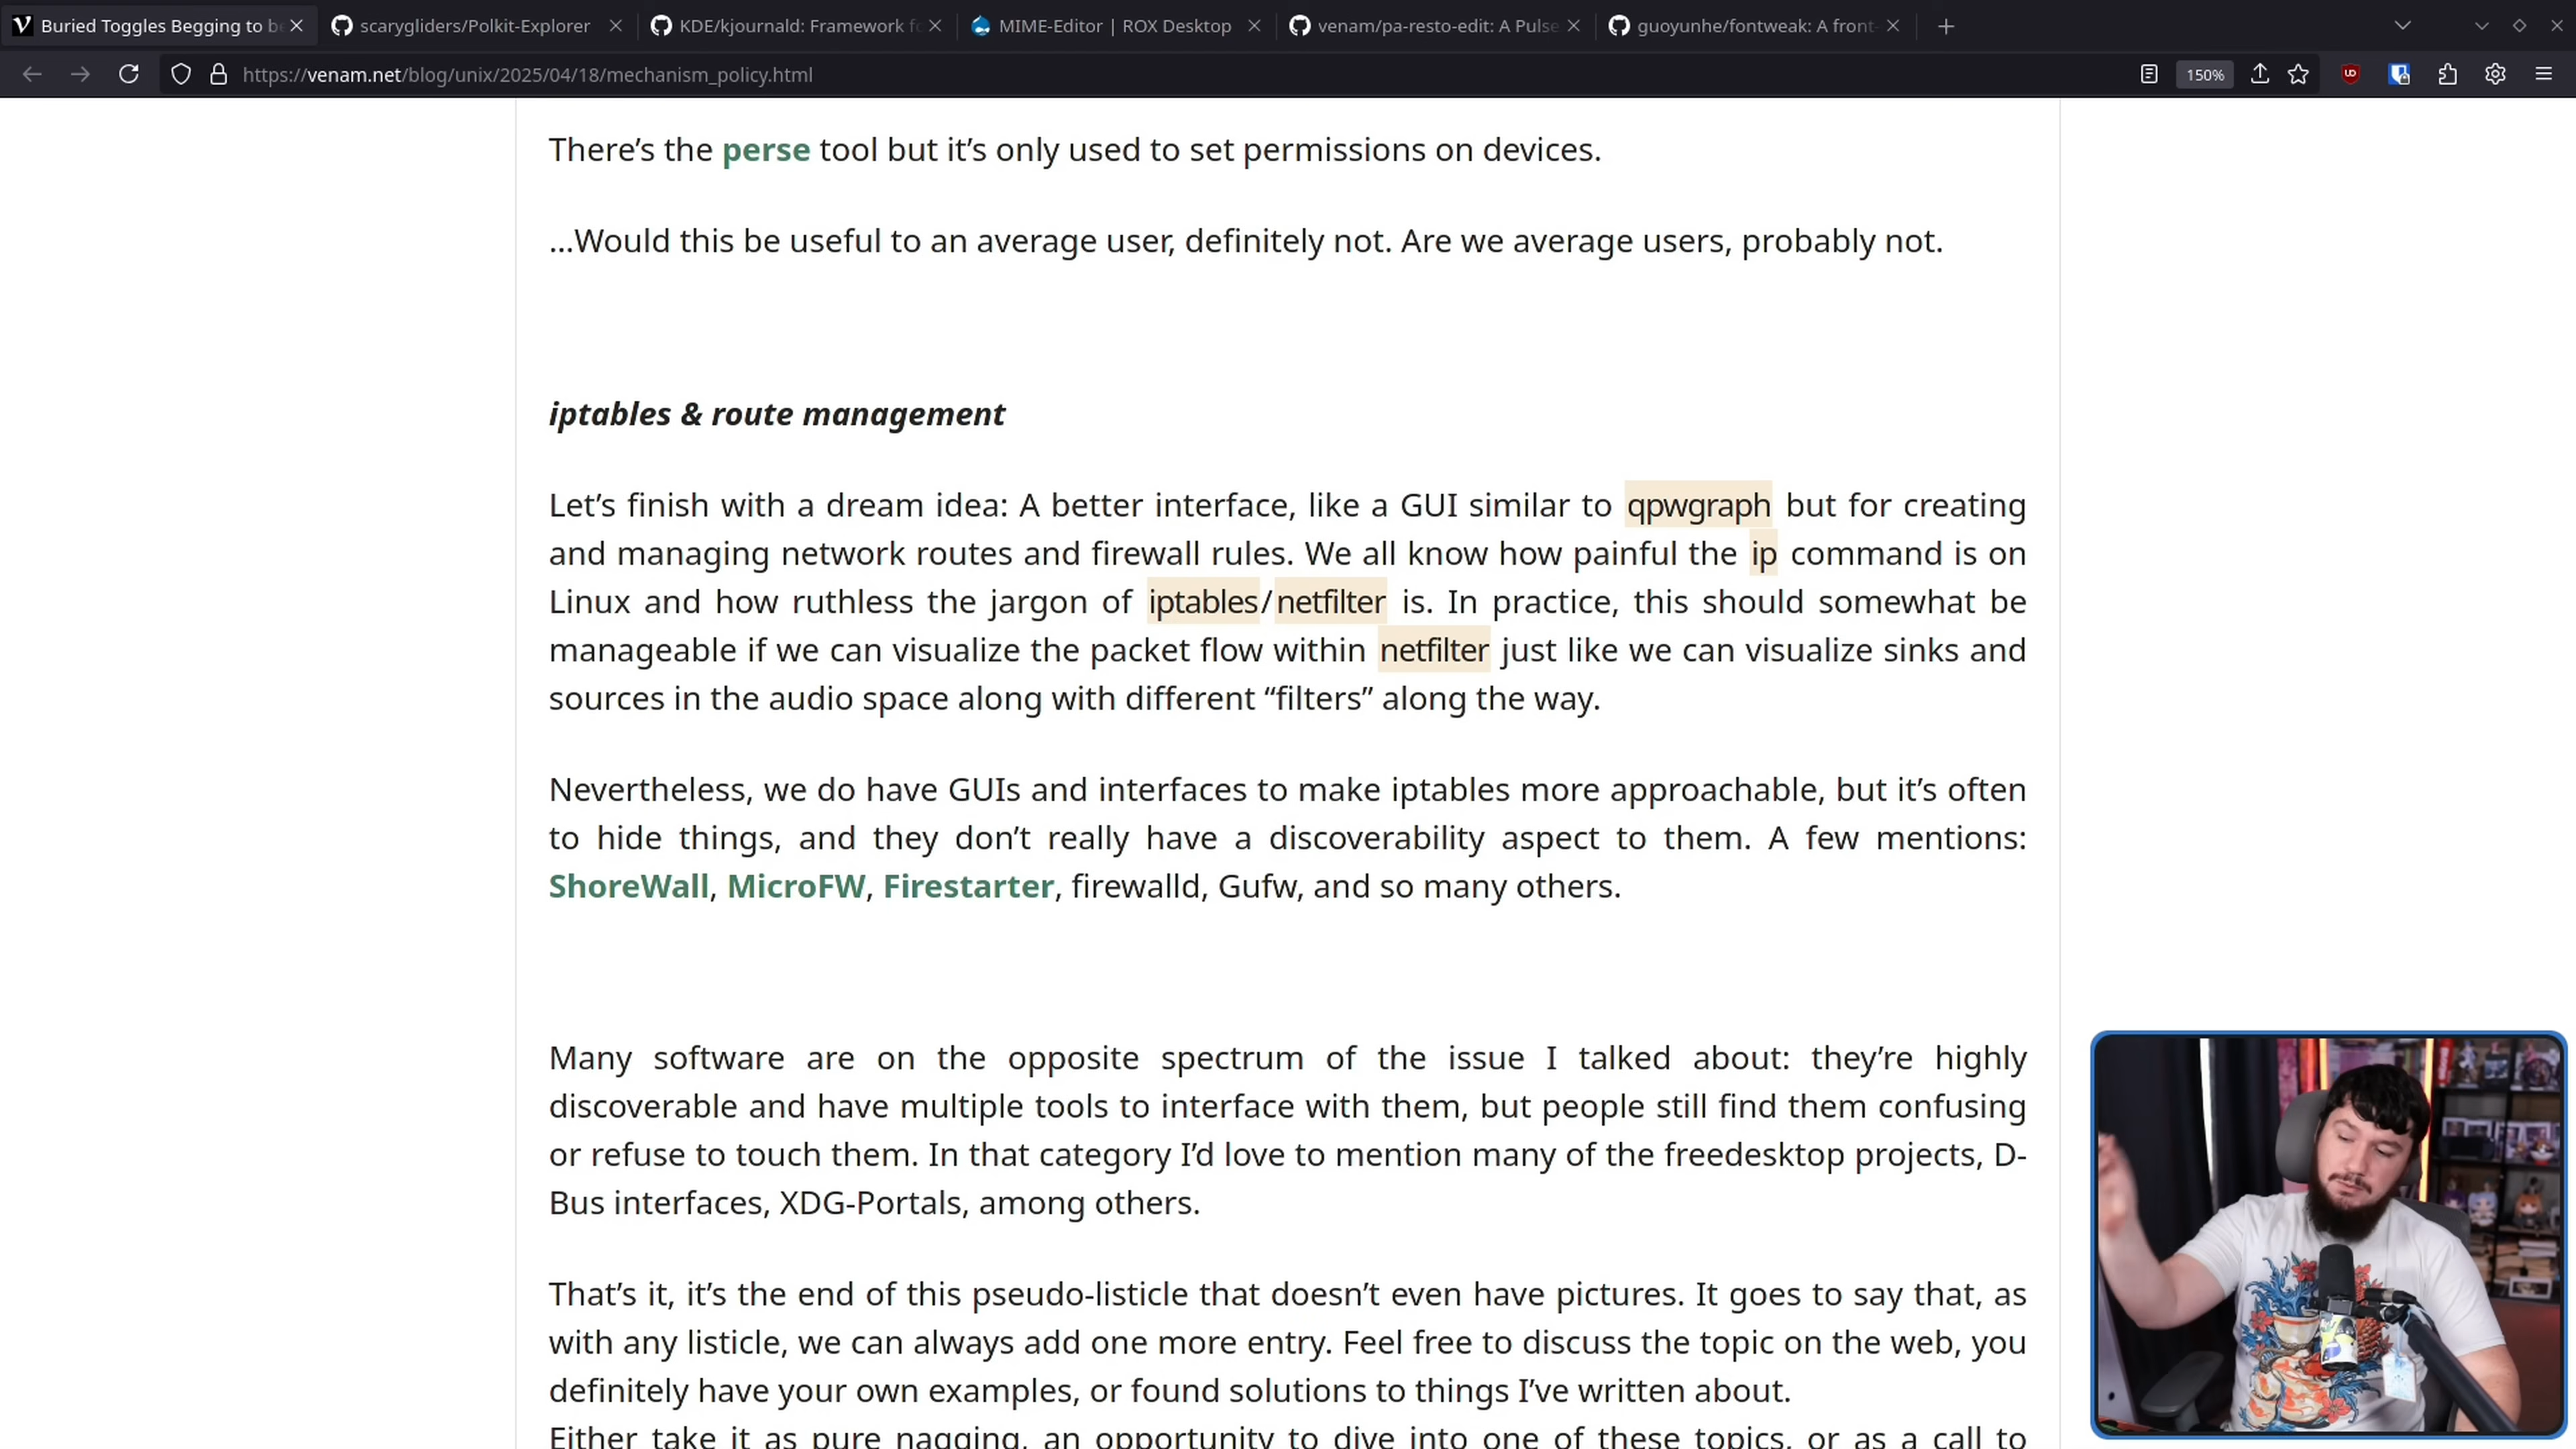 Buried Toggles Begging to be
scarygliders/Polkit-Explorer
KDE/kjournald: Framework fo
MIME-Editor | ROX Desktop
venam/pa-resto-edit: A Pulse
guoyunhe/fontweak: A front-
https://venam.net/blog/unix/2025/04/18/mechanism_policy.html
150%
There’s the perse tool but it’s only used to set permissions on devices.
…Would this be useful to an average user, definitely not. Are we average users, probably not.
iptables & route management
Let’s finish with a dream idea: A better interface, like a GUI similar to qpwgraph but for creating
and managing network routes and firewall rules. We all know how painful the ip command is on
Linux and how ruthless the jargon of iptables/netfilter is. In practice, this should somewhat be
manageable if we can visualize the packet flow within netfilter just like we can visualize sinks and
sources in the audio space along with different “filters” along the way.
Nevertheless, we do have GUIs and interfaces to make iptables more approachable, but it’s often
to hide things, and they don’t really have a discoverability aspect to them. A few mentions:
ShoreWall, MicroFW, Firestarter, firewalld, Gufw, and so many others.
Many software are on the opposite spectrum of the issue I talked about: they’re highly
discoverable and have multiple tools to interface with them, but people still find them confusing
or refuse to touch them. In that category I’d love to mention many of the freedesktop projects, D-
Bus interfaces, XDG-Portals, among others.
That’s it, it’s the end of this pseudo-listicle that doesn’t even have pictures. It goes to say that, as
with any listicle, we can always add one more entry. Feel free to discuss the topic on the web, you
definitely have your own examples, or found solutions to things I’ve written about.
Either take it as pure nagging, an opportunity to dive into one of these topics, or as a call to